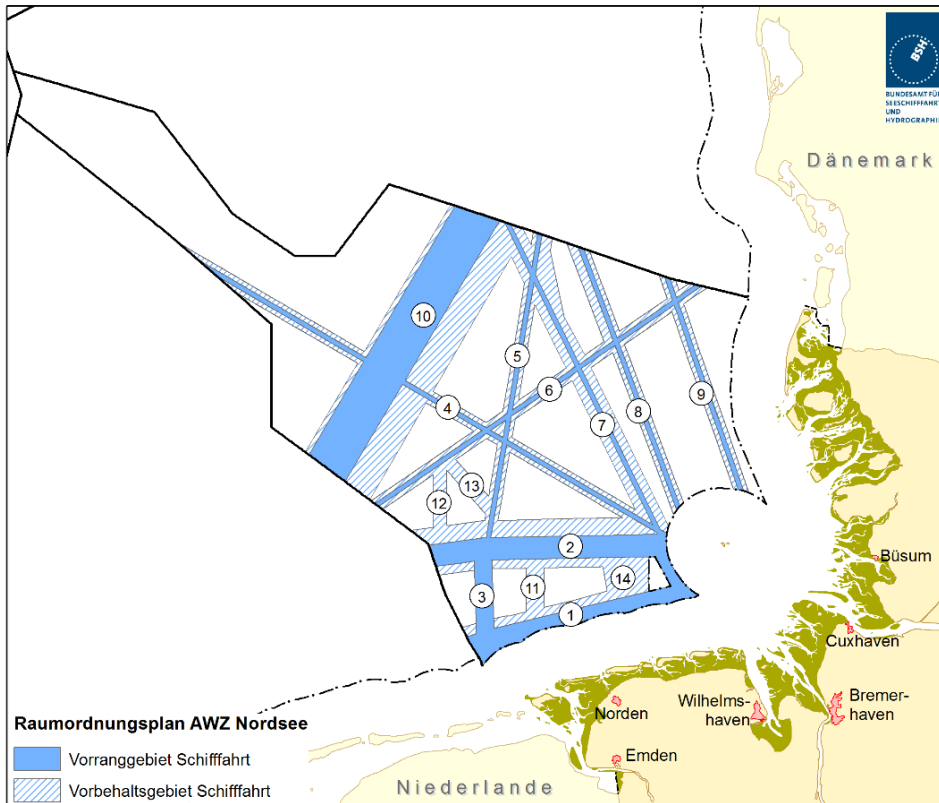 BSH
BUNDESAMT FÜR
SEESCHIFFFAHRT
UND
HYDROGRAPHIE
Dänemark
10
5
6
4
8
9
7
13
12
2
14
11
3
1
Büsum
Cuxhaven
Norden
Wilhelms-
haven
Bremer-
haven
Emden
Niederlande
Raumordnungsplan AWZ Nordsee
Vorranggebiet Schifffahrt
Vorbehaltsgebiet Schifffahrt